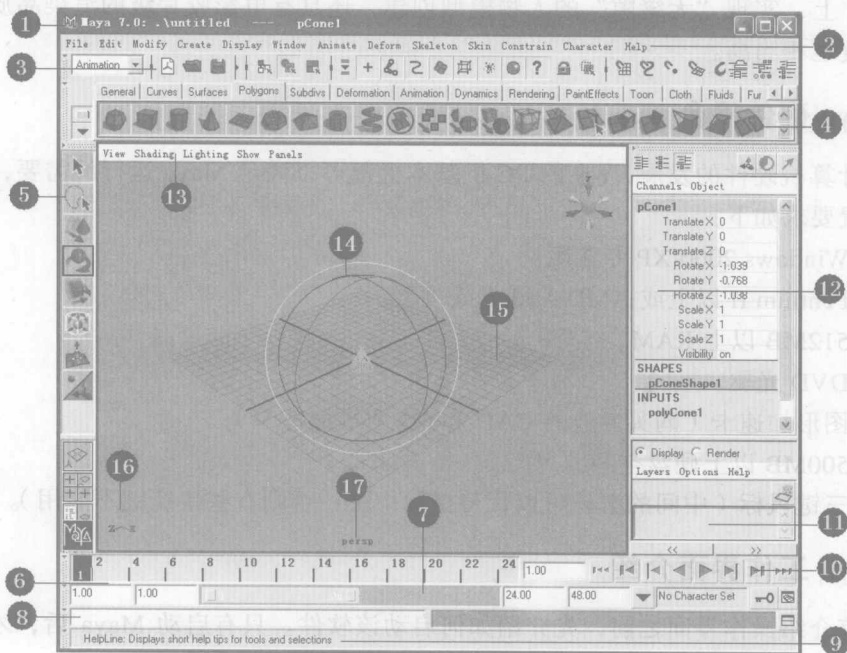 Maya 7.0: .\untitled --- pCone1
File Edit Modify Create Display Window Animate Deform Skeleton Skin Constrain Character Help
Animation
General Curves Surfaces Polygons Subdivs Deformation Animation Dynamics Rendering PaintEffects Toon Cloth Fluids Fur
View Shading Lighting Show Panels
Channels Object
pCone1
Translate X 0
Translate Y 0
Translate Z 0
Rotate X -1.039
Rotate Y -0.768
Rotate Z -1.038
Scale X 1
Scale Y 1
Scale Z 1
Visibility on
SHAPES
pConeShape1
INPUTS
polyCone1
Display Render
Layers Options Help
<< >>
persp
1 2 4 6 8 10 12 14 16 18 20 22 24 1.00
1.00 1.00 24.00 48.00 No Character Set
HelpLine: Displays short help tips for tools and selections
1
2
3
4
5
6
7
8
9
10
11
12
13
14
15
16
17